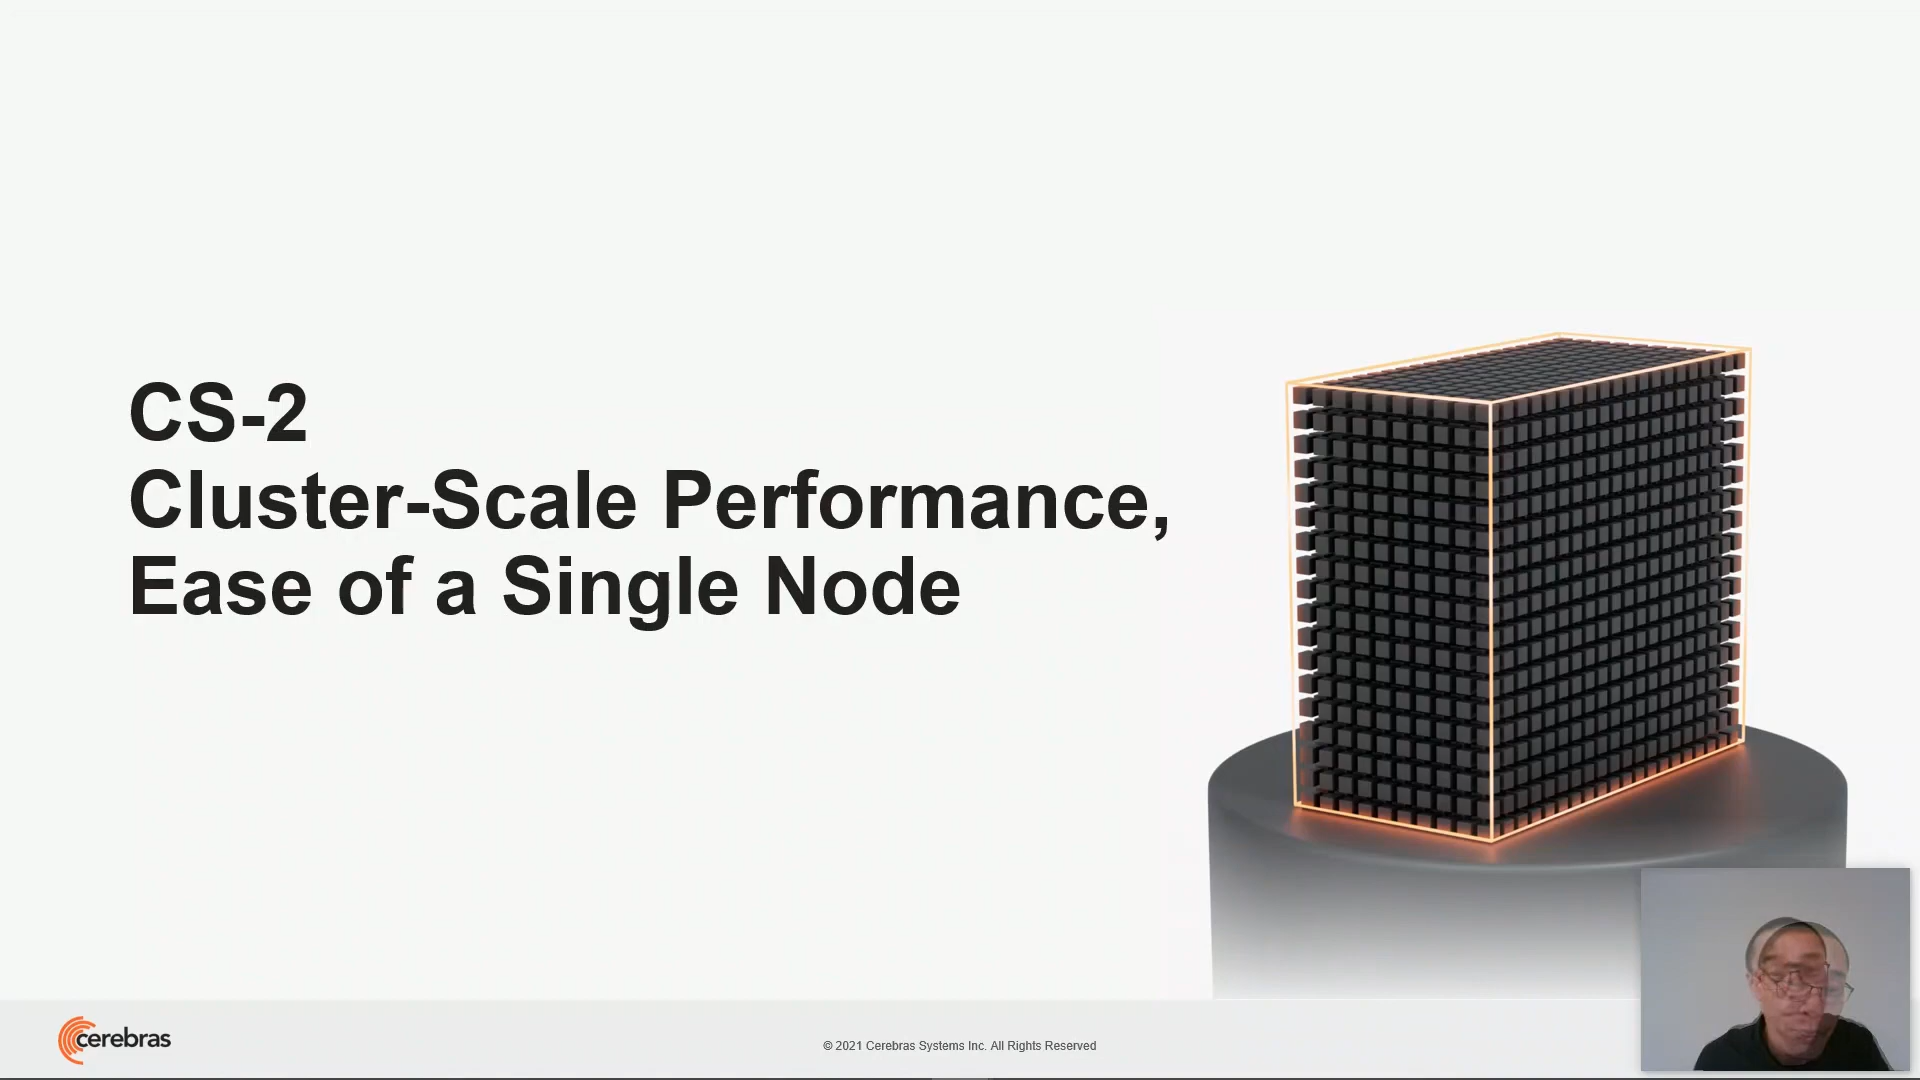 CS-2
Cluster-Scale Performance,
Ease of a Single Node
cerebras
© 2021 Cerebras Systems Inc. All Rights Reserved